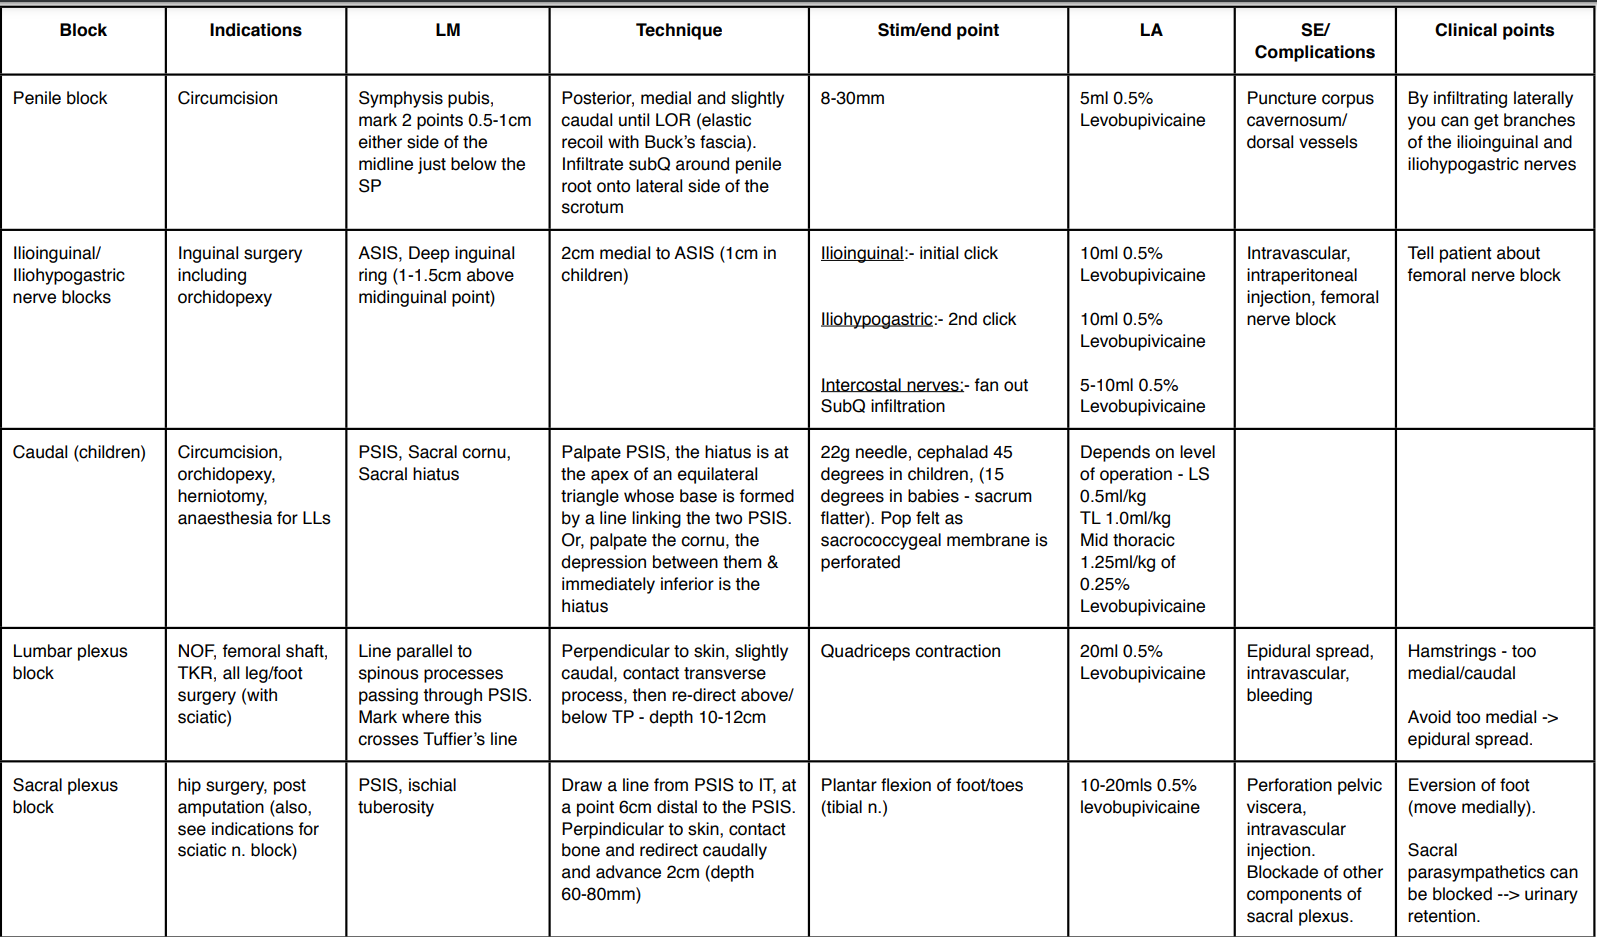 Block
Indications
LM
Technique
Stim/end point
LA
SE/
Complications
Clinical points
Penile block
Circumcision
Symphysis pubis,
mark 2 points 0.5-1cm
either side of the
midline just below the
SP
Posterior, medial and slightly
caudal until LOR (elastic
recoil with Buck's fascia).
Infiltrate subQ around penile
root onto lateral side of the
scrotum
8-30mm
5ml 0.5%
Levobupivicaine
Puncture corpus
cavernosum/
dorsal vessels
By infiltrating laterally
you can get branches
of the ilioinguinal and
iliohypogastric nerves
Ilioinguinal/
Iliohypogastric
nerve blocks
Inguinal surgery
including
orchidopexy
ASIS, Deep inguinal
ring (1-1.5cm above
midinguinal point)
2cm medial to ASIS (1cm in
children)
Ilioinguinal:- initial click
Iliohypogastric:- 2nd click
Intercostal nerves:- fan out
SubQ infiltration
10ml 0.5%
Levobupivicaine
10ml 0.5%
Levobupivicaine
5-10ml 0.5%
Levobupivicaine
Intravascular,
intraperitoneal
injection, femoral
nerve block
Tell patient about
femoral nerve block
Caudal (children)
Circumcision,
orchidopexy,
herniotomy,
anaesthesia for LLs
PSIS, Sacral cornu,
Sacral hiatus
Palpate PSIS, the hiatus is at
the apex of an equilateral
triangle whose base is formed
by a line linking the two PSIS.
Or, palpate the cornu, the
depression between them &
immediately inferior is the
hiatus
22g needle, cephalad 45
degrees in children, (15
degrees in babies - sacrum
flatter). Pop felt as
sacrococcygeal membrane is
perforated
Depends on level
of operation - LS
0.5ml/kg
TL 1.0ml/kg
Mid thoracic
1.25ml/kg of
0.25%
Levobupivicaine
Lumbar plexus
block
NOF, femoral shaft,
TKR, all leg/foot
surgery (with
sciatic)
Line parallel to
spinous processes
passing through PSIS.
Mark where this
crosses Tuffier's line
Perpendicular to skin, slightly
caudal, contact transverse
process, then re-direct above/
below TP - depth 10-12cm
Quadriceps contraction
20ml 0.5%
Levobupivicaine
Epidural spread,
intravascular,
bleeding
Hamstrings - too
medial/caudal
Avoid too medial ->
epidural spread.
Sacral plexus
block
hip surgery, post
amputation (also,
see indications for
sciatic n. block)
PSIS, ischial
tuberosity
Draw a line from PSIS to IT, at
a point 6cm distal to the PSIS.
Perpindicular to skin, contact
bone and redirect caudally
and advance 2cm (depth
60-80mm)
Plantar flexion of foot/toes
(tibial n.)
10-20mls 0.5%
levobupivicaine
Perforation pelvic
viscera,
intravascular
injection.
Blockade of other
components of
sacral plexus.
Eversion of foot
(move medially).
Sacral
parasympathetics can
be blocked --> urinary
retention.